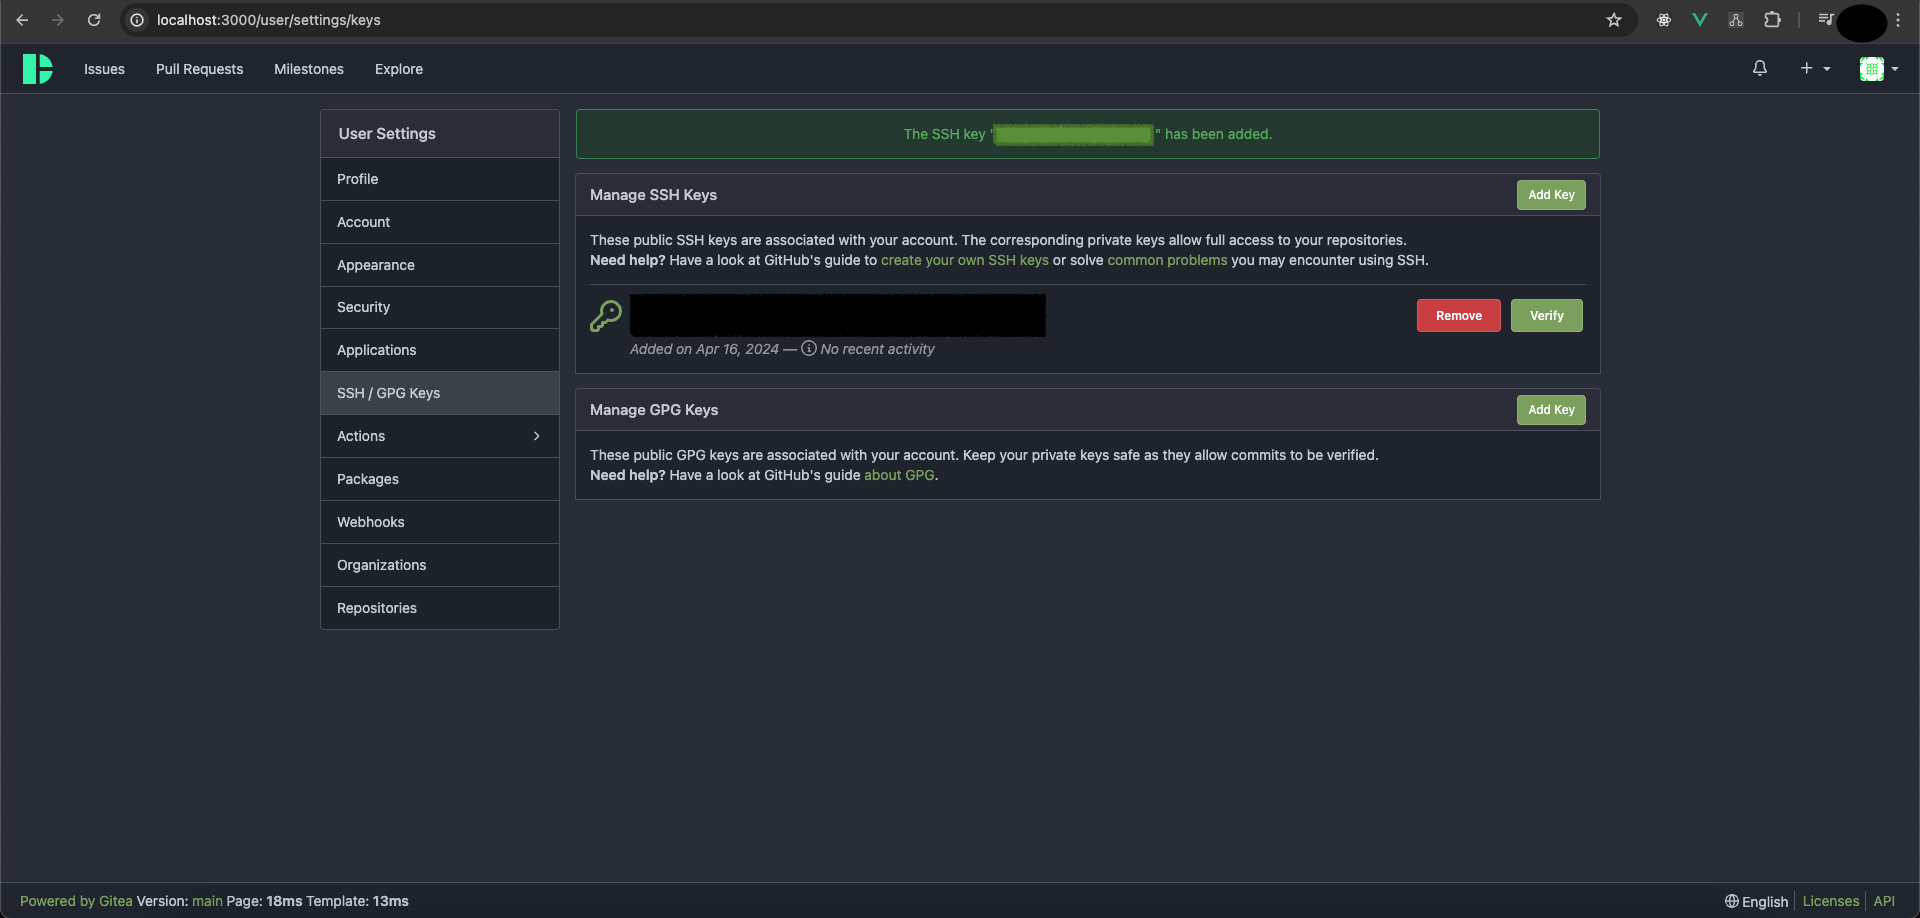 localhost:3000/user/settings/keys
Issues Pull Requests Milestones Explore
User Settings
Profile
Account
Appearance
Security
Applications
SSH / GPG Keys
Actions
Packages
Webhooks
Organizations
Repositories
The SSH key " " has been added.
Manage SSH Keys
Add Key
These public SSH keys are associated with your account. The corresponding private keys allow full access to your repositories.
Need help? Have a look at GitHub's guide to create your own SSH keys or solve common problems you may encounter using SSH.
Remove Verify
Added on Apr 16, 2024 — No recent activity
Manage GPG Keys
Add Key
These public GPG keys are associated with your account. Keep your private keys safe as they allow commits to be verified.
Need help? Have a look at GitHub's guide about GPG.
Powered by Gitea Version: main Page: 18ms Template: 13ms
English Licenses API